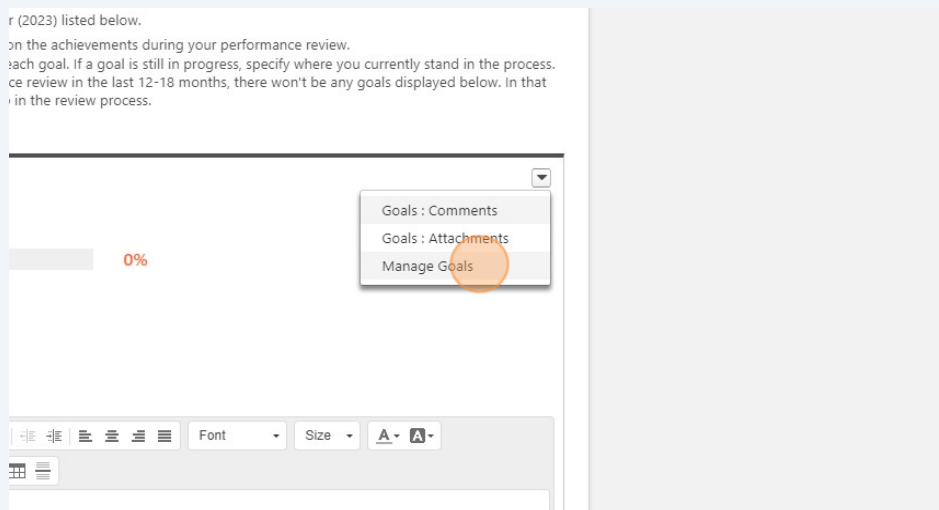 r (2023) listed below.
on the achievements during your performance review.
each goal. If a goal is still in progress, specify where you currently stand in the process.
ce review in the last 12-18 months, there won't be any goals displayed below. In that
in the review process.
Goals : Comments
Goals : Attachments
0%
Manage Goals
Font
Size
A
A